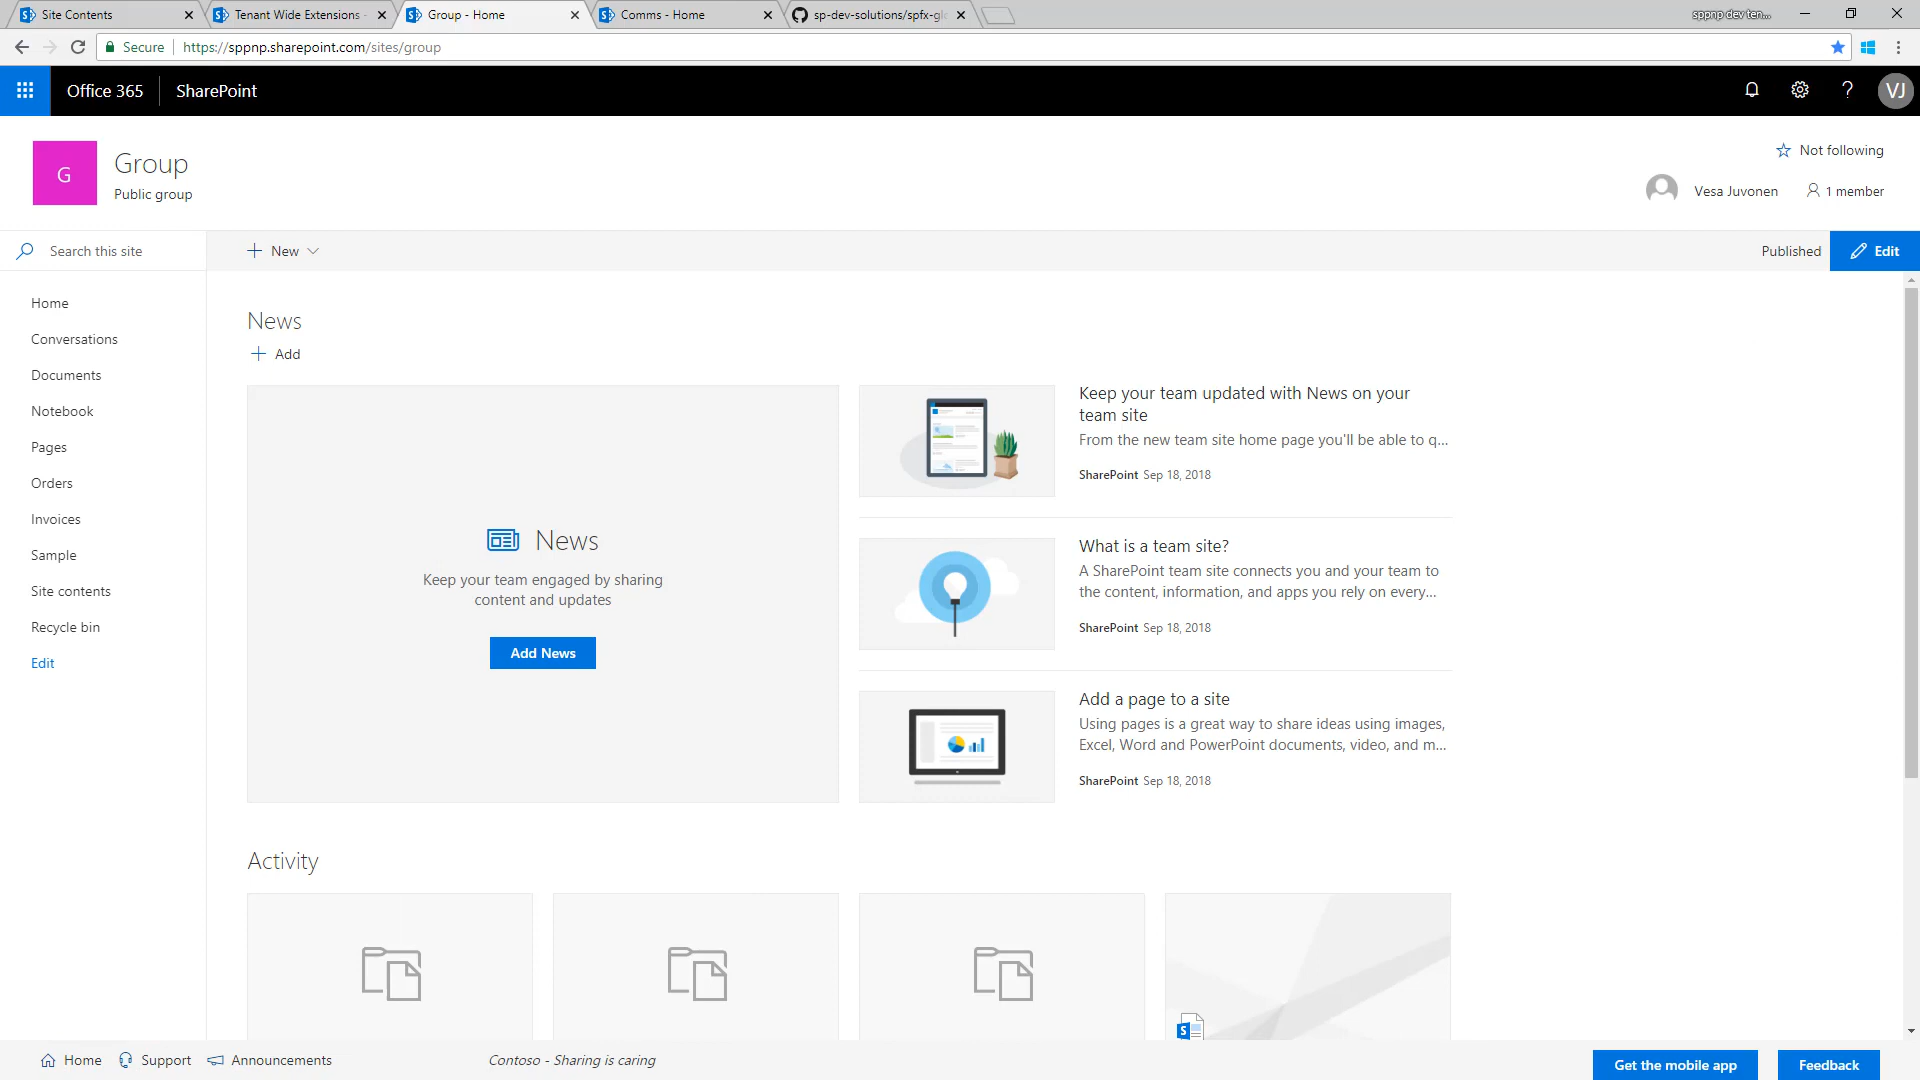 Site Contents
Tenant Wide Extensions -
Group - Home
Comms - Home
sp-dev-solutions/spfx-glo
sppnp dev ten...
Secure
https://sppnp.sharepoint.com/sites/group
Office 365
SharePoint
VJ
G
Group
Public group
Not following
Vesa Juvonen
1 member
Search this site
New
Published
Edit
Home
Conversations
Documents
Notebook
Pages
Orders
Invoices
Sample
Site contents
Recycle bin
Edit
News
Add
News
Keep your team engaged by sharing
content and updates
Add News
Keep your team updated with News on your
team site
From the new team site home page you'll be able to q...
SharePoint Sep 18, 2018
What is a team site?
A SharePoint team site connects you and your team to
the content, information, and apps you rely on every...
SharePoint Sep 18, 2018
Add a page to a site
Using pages is a great way to share ideas using images,
Excel, Word and PowerPoint documents, video, and m...
SharePoint Sep 18, 2018
Activity
Home
Support
Announcements
Contoso - Sharing is caring
Get the mobile app
Feedback